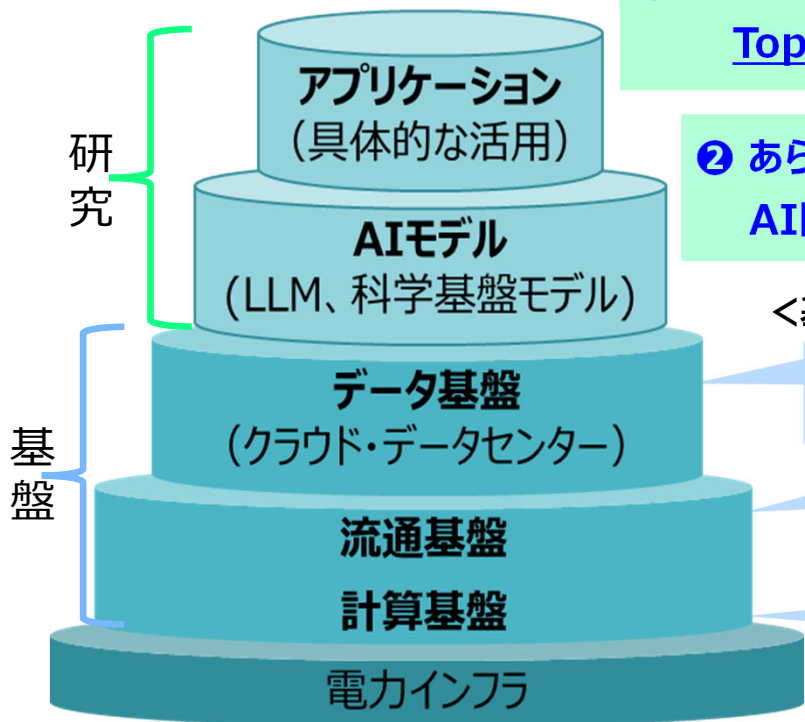 Top
アプリケーション
（具体的な活用）
❷ あら
AI
研究
AIモデル
（LLM、科学基盤モデル）
<
データ基盤
（クラウド・データセンター）
基盤
流通基盤
計算基盤
電力インフラ